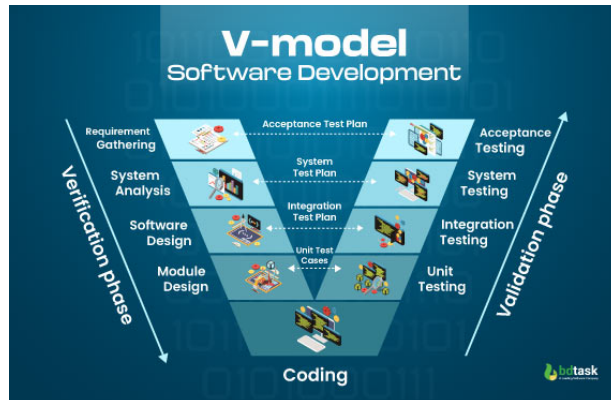 V-model
Software Development
Requirement
Gathering
Acceptance Test Plan
Acceptance
Testing
System
Analysis
System
Test Plan
System
Testing
Software
Design
Integration
Test Plan
Integration
Testing
Module
Design
Unit Test
Cases
Unit
Testing
Verification phase
Validation phase
Coding
bdtask